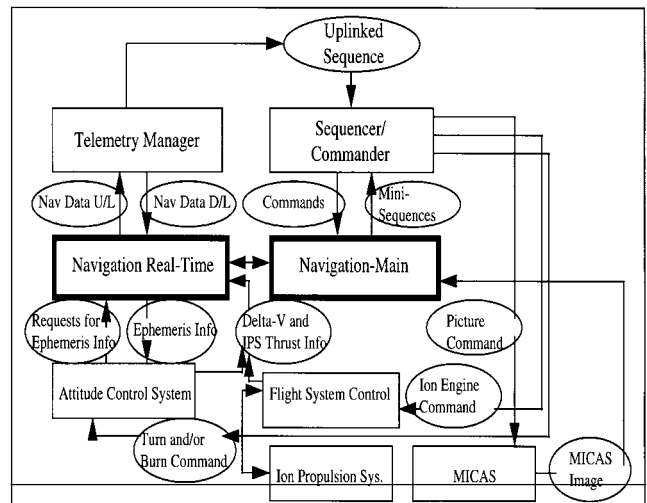 Uplinked
Sequence
Telemetry Manager
Sequencer/
Commander
Nav Data U/L
Nav Data D/L
Commands
Mini-
Sequences
Navigation Real-Time
Navigation-Main
Requests for
Ephemeris Info
Ephemeris Info
Delta-V and
IPS Thrust Info
Picture
Command
Attitude Control System
Flight System Control
Ion Engine
Command
Turn and/or
Burn Command
Ion Propulsion Sys.
MICAS
MICAS
Image